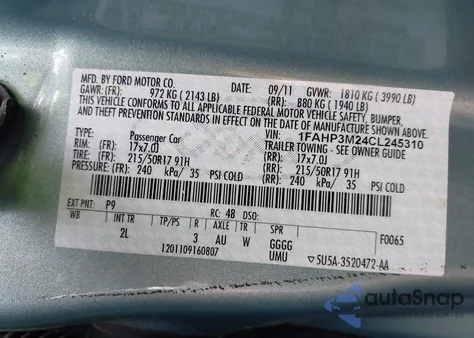 MFD. BY FORD MOTOR CO.
DATE: 09/11 GVWR: 1810 KG ( 3990 LB)
GAWR: (FR): 972 KG ( 2143 LB) (RR): 880 KG ( 1940 LB)
THIS VEHICLE CONFORMS TO ALL APPLICABLE FEDERAL MOTOR VEHICLE SAFETY, BUMPER,
AND THEFT PREVENTION STANDARDS IN EFFECT ON THE DATE OF MANUFACTURE SHOWN ABOVE.
VIN: 1FAHP3M24CL245310
TYPE: Passenger Car TRAILER TOWING - SEE OWNER GUIDE
RIM: (FR): 17x7.0J (RR): 17x7.0J
TIRE: (FR): 215/50R17 91H (RR): 215/50R17 91H
PRESSURE: (FR): 240 kPa/ 35 PSI COLD (RR): 240 kPa/ 35 PSI COLD
EXT PNT: P9 RC: 48 DSO: F0065
WB INT TR TP/PS R AXLE TR SPR
2L 3 AU W GGGG
1201109160807 UMU ▽5U5A-3520472-AA
autoSnap